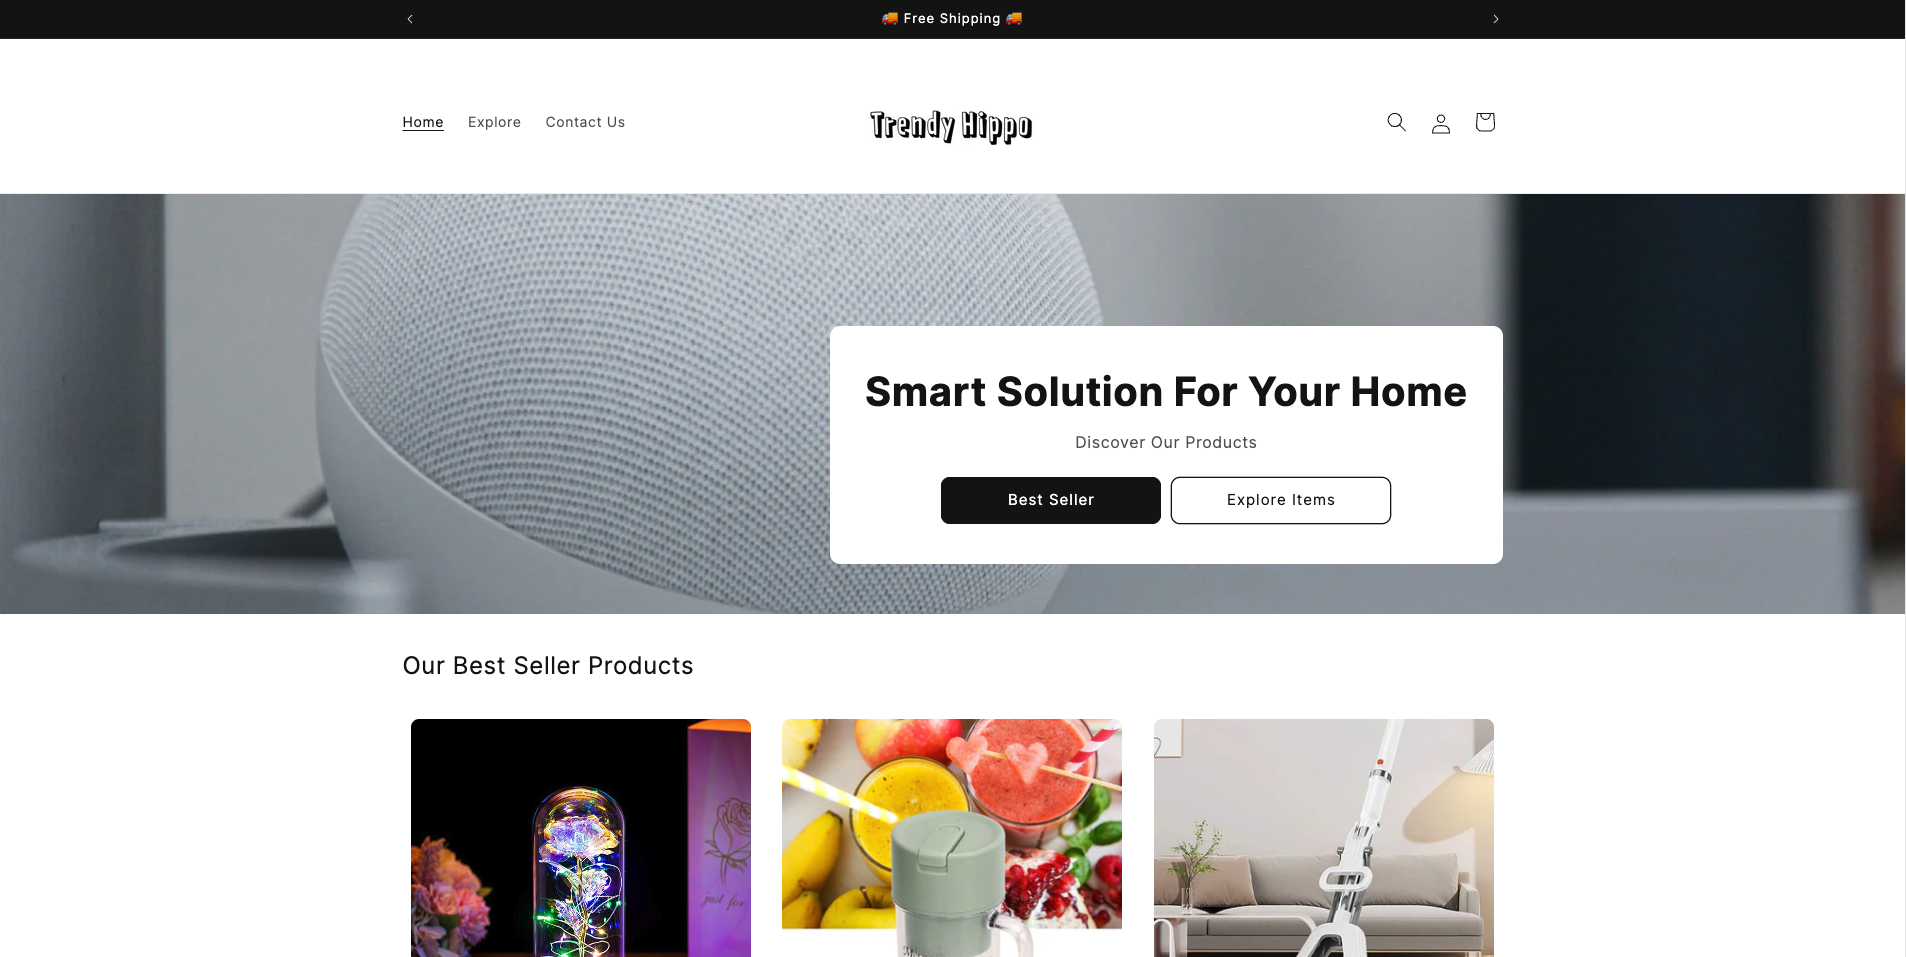 🚚 Free Shipping 🚚
Home Explore Contact Us
Trendy Hippo
Smart Solution For Your Home
Discover Our Products
Best Seller Explore Items
Our Best Seller Products
just for